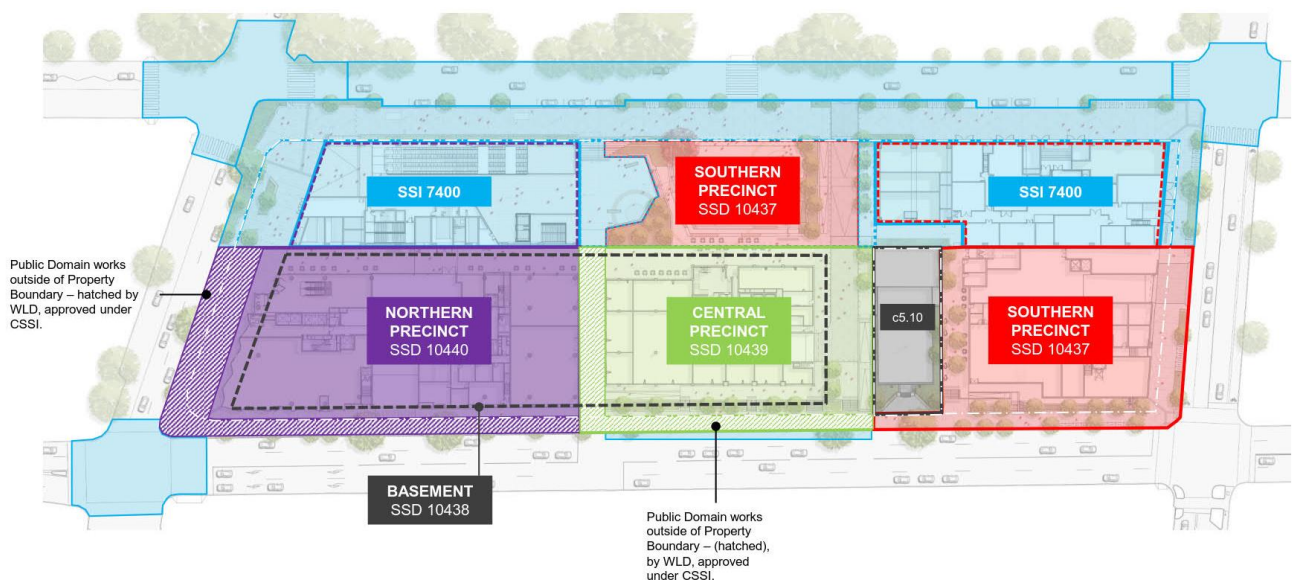 SSI 7400
SOUTHERN
PRECINCT
SSD 10437
SSI 7400
Public Domain works
outside of Property
Boundary – hatched by
WLD, approved under
CSSI.
NORTHERN
PRECINCT
SSD 10440
CENTRAL
PRECINCT
SSD 10439
c5.10
SOUTHERN
PRECINCT
SSD 10437
BASEMENT
SSD 10438
Public Domain works
outside of Property
Boundary – (hatched),
by WLD, approved
under CSSI.